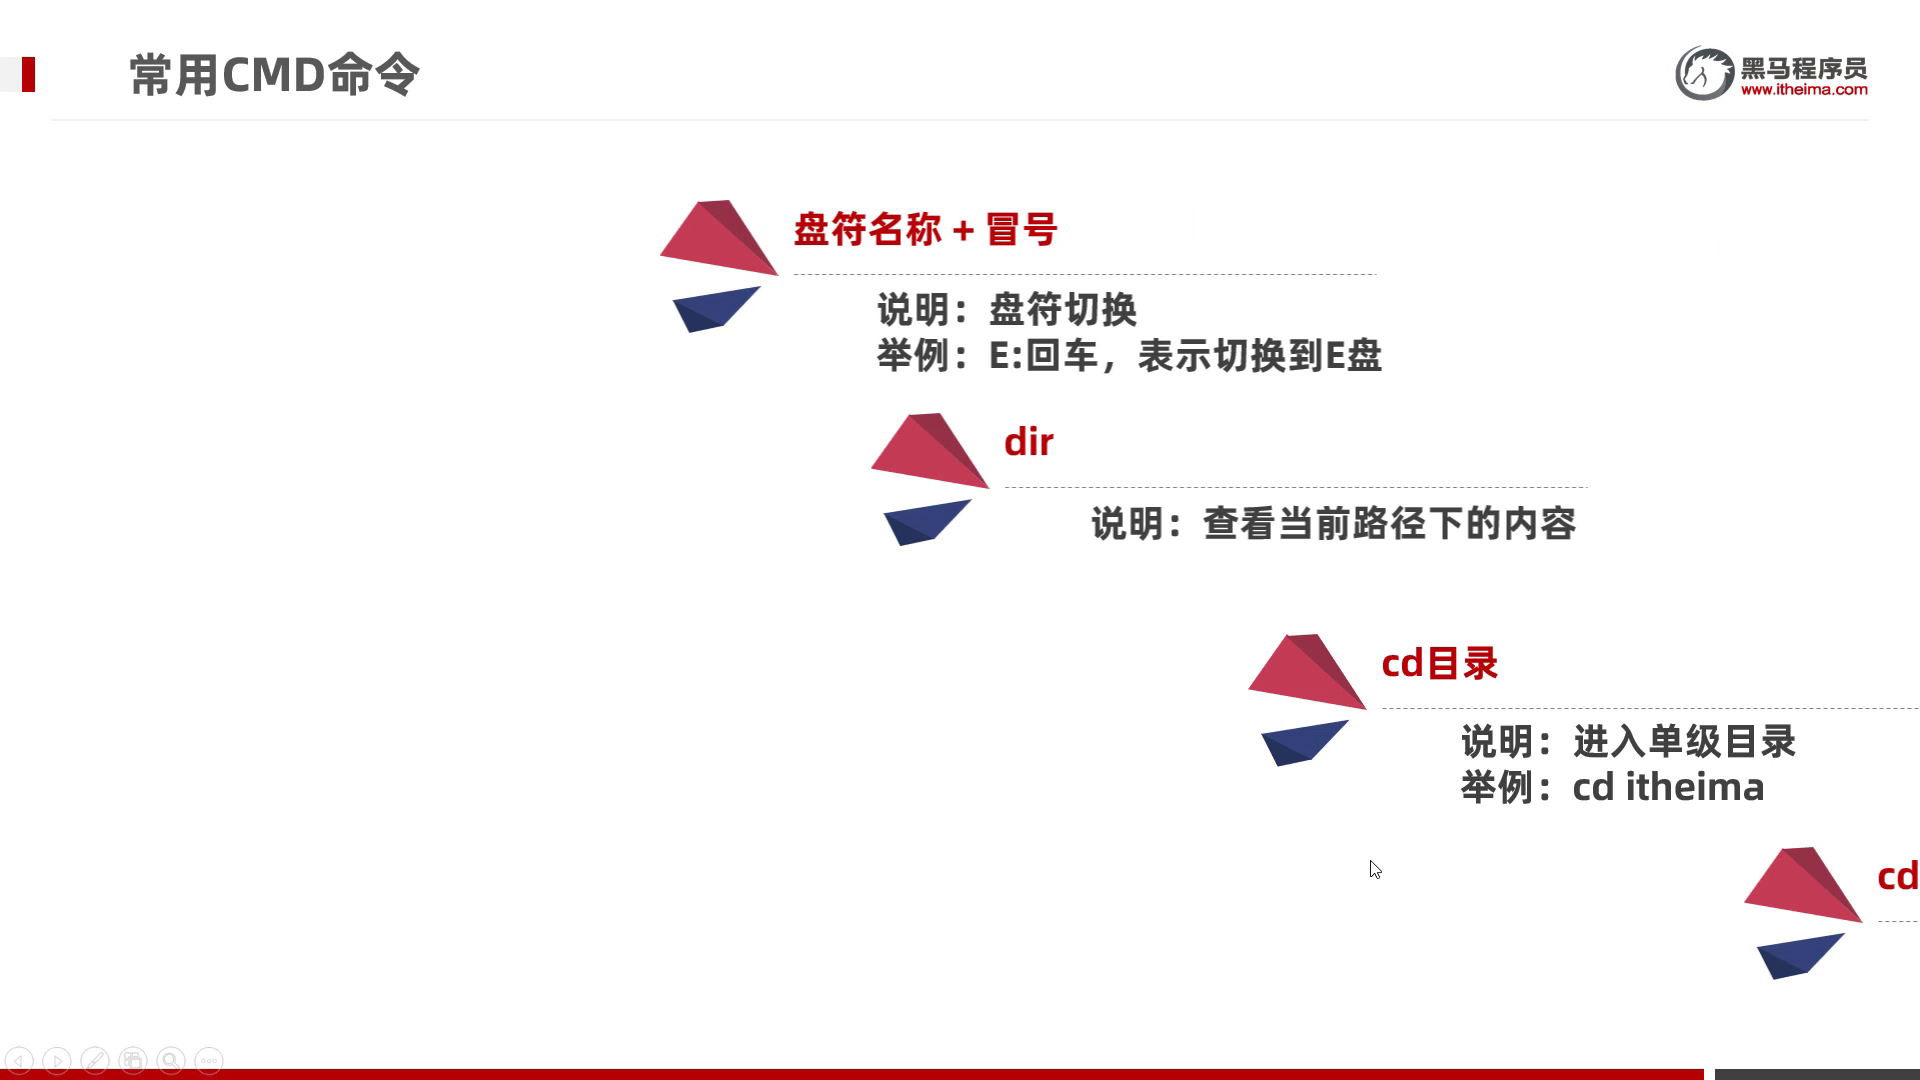 常用CMD命令
黑马程序员
www.itheima.com
盘符名称 + 冒号
说明：盘符切换
举例：E:回车，表示切换到E盘
dir
说明：查看当前路径下的内容
cd目录
说明：进入单级目录
举例：cd itheima
cd